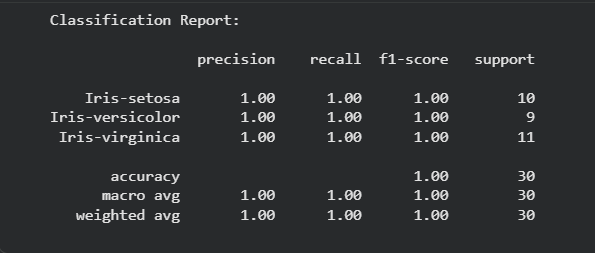 Classification Report:
precision recall f1-score support
Iris-setosa 1.00 1.00 1.00 10
Iris-versicolor 1.00 1.00 1.00 9
Iris-virginica 1.00 1.00 1.00 11
accuracy 1.00 30
macro avg 1.00 1.00 1.00 30
weighted avg 1.00 1.00 1.00 30